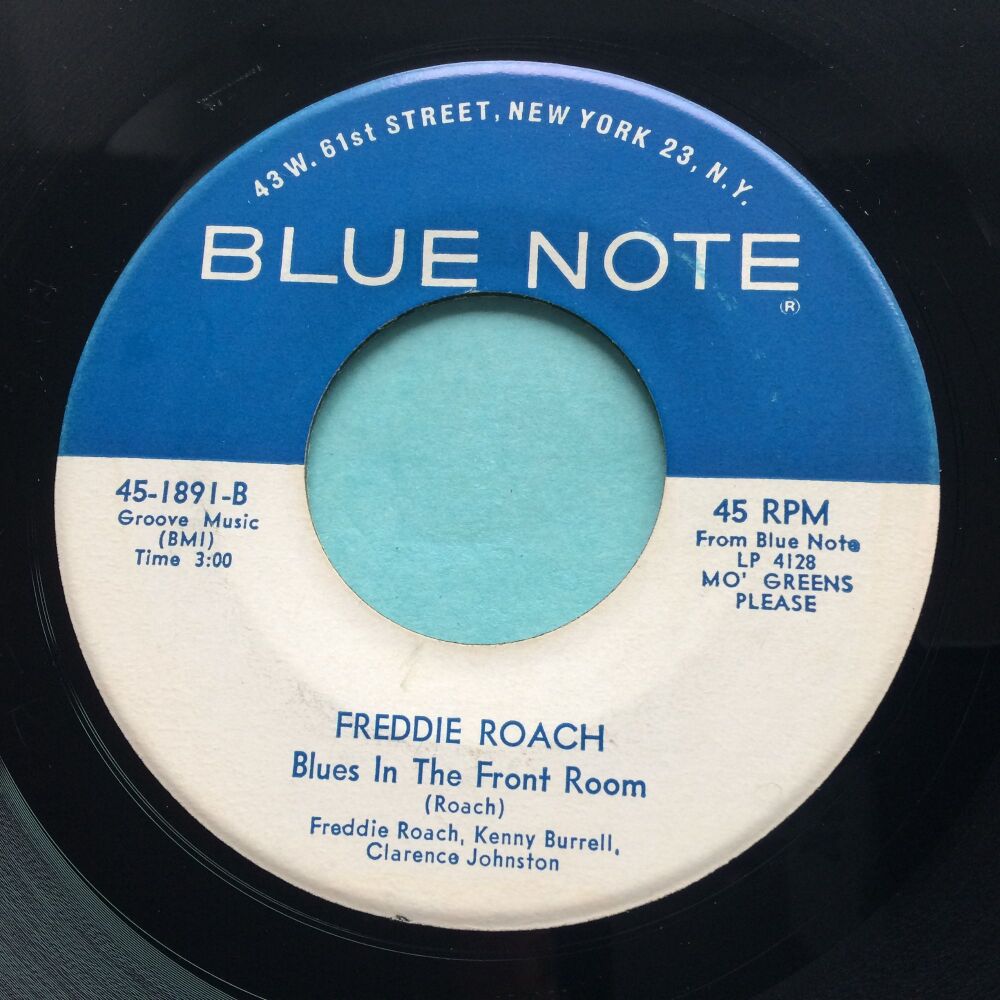 43 W. 61st STREET, NEW YORK 23, N.Y.
BLUE NOTE
®
45-1891-B
Groove Music
(BMI)
Time 3:00
45 RPM
From Blue Note
LP 4128
MO' GREENS
PLEASE
FREDDIE ROACH
Blues In The Front Room
(Roach)
Freddie Roach, Kenny Burrell,
Clarence Johnston